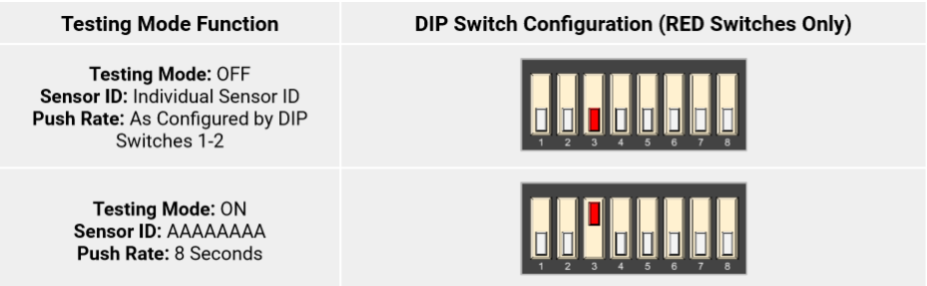 Testing Mode Function
DIP Switch Configuration (RED Switches Only)
Testing Mode: OFF
Sensor ID: Individual Sensor ID
Push Rate: As Configured by DIP
Switches 1-2
1 2 3 4 5 6 7 8
Testing Mode: ON
Sensor ID: AAAAAAAA
Push Rate: 8 Seconds
1 2 3 4 5 6 7 8